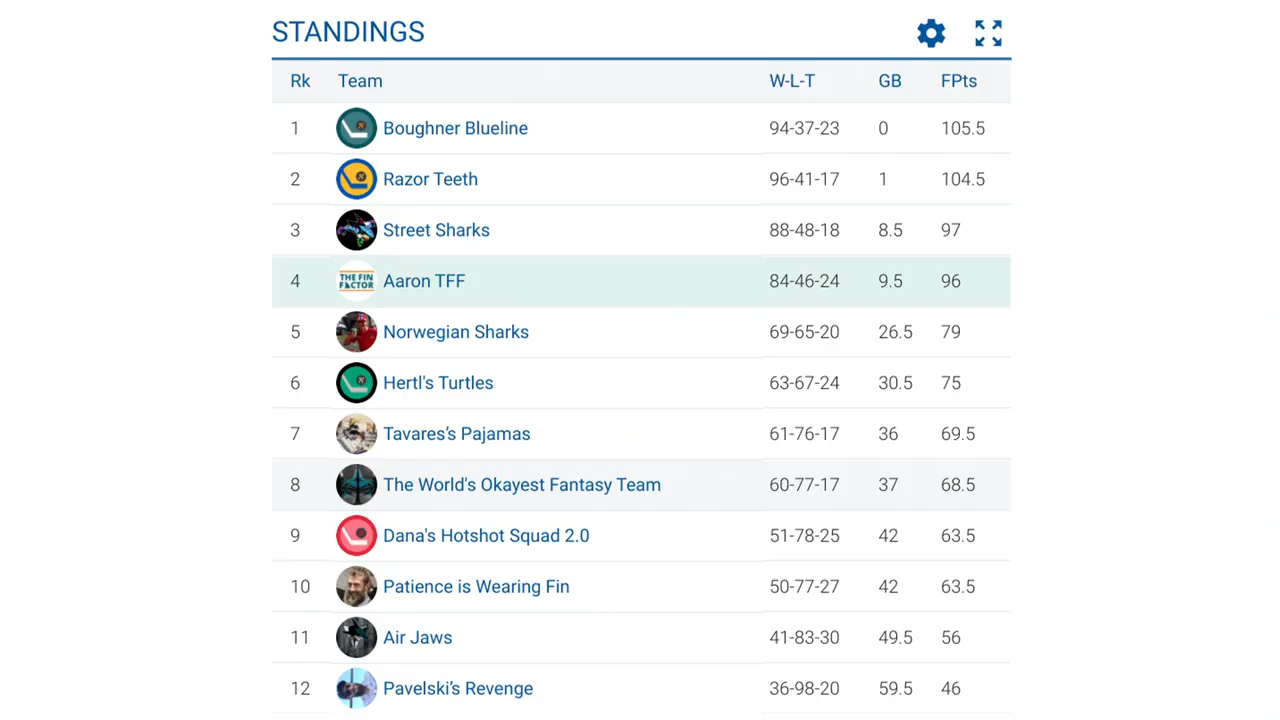 STANDINGS
Rk Team W-L-T GB FPts
1 Boughner Blueline 94-37-23 0 105.5
2 Razor Teeth 96-41-17 1 104.5
3 Street Sharks 88-48-18 8.5 97
4 THE FIN FACTOR Aaron TFF 84-46-24 9.5 96
5 Norwegian Sharks 69-65-20 26.5 79
6 Hertl's Turtles 63-67-24 30.5 75
7 Tavares’s Pajamas 61-76-17 36 69.5
8 The World's Okayest Fantasy Team 60-77-17 37 68.5
9 Dana's Hotshot Squad 2.0 51-78-25 42 63.5
10 Patience is Wearing Fin 50-77-27 42 63.5
11 Air Jaws 41-83-30 49.5 56
12 Pavelski’s Revenge 36-98-20 59.5 46